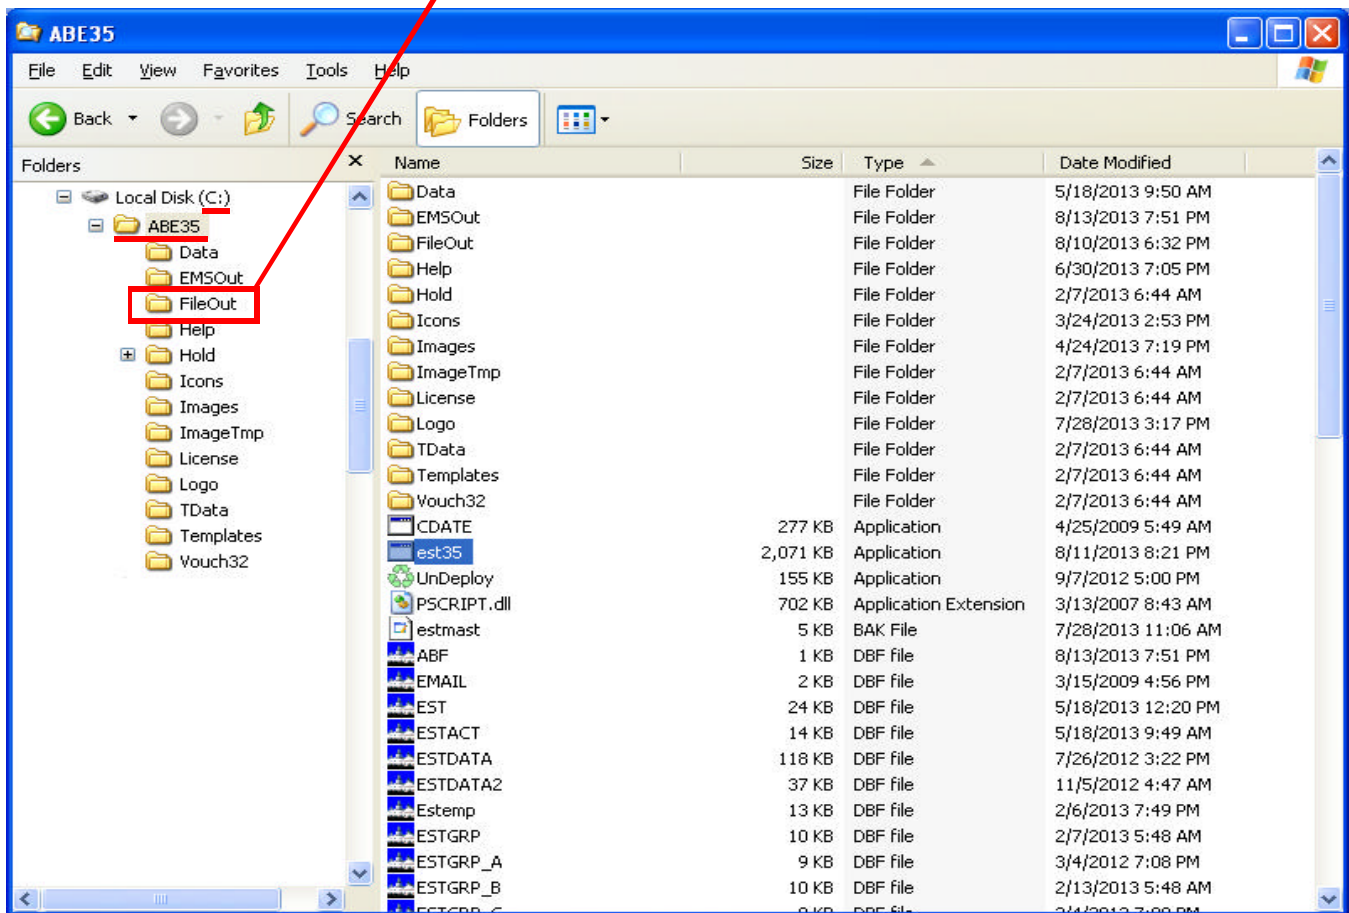 ABE35
File Edit View Favorites Tools Help
Back Search Folders
Folders Name Size Type Date Modified
Local Disk (C:)
ABE35
Data
EMSOut
FileOut
Help
Hold
Icons
Images
ImageTmp
License
Logo
TData
Templates
Vouch32
Data File Folder 5/18/2013 9:50 AM
EMSOut File Folder 8/13/2013 7:51 PM
FileOut File Folder 8/10/2013 6:32 PM
Help File Folder 6/30/2013 7:05 PM
Hold File Folder 2/7/2013 6:44 AM
Icons File Folder 3/24/2013 2:53 PM
Images File Folder 4/24/2013 7:19 PM
ImageTmp File Folder 2/7/2013 6:44 AM
License File Folder 2/7/2013 6:44 AM
Logo File Folder 7/28/2013 3:17 PM
TData File Folder 2/7/2013 6:44 AM
Templates File Folder 2/7/2013 6:44 AM
Vouch32 File Folder 2/7/2013 6:44 AM
CDATE 277 KB Application 4/25/2009 5:49 AM
est35 2,071 KB Application 8/11/2013 8:21 PM
UnDeploy 155 KB Application 9/7/2012 5:00 PM
PSCRIPT.dll 702 KB Application Extension 3/13/2007 8:43 AM
estmast 5 KB BAK File 7/28/2013 11:06 AM
ABF 1 KB DBF file 8/13/2013 7:51 PM
EMAIL 2 KB DBF file 3/15/2009 4:56 PM
EST 24 KB DBF file 5/18/2013 12:20 PM
ESTACT 14 KB DBF file 5/18/2013 9:49 AM
ESTDATA 118 KB DBF file 7/26/2012 3:22 PM
ESTDATA2 37 KB DBF file 11/5/2012 4:47 AM
Estemp 13 KB DBF file 2/6/2013 7:49 PM
ESTGRP 10 KB DBF file 2/7/2013 5:48 AM
ESTGRP_A 9 KB DBF file 3/4/2012 7:08 PM
ESTGRP_B 10 KB DBF file 2/13/2013 5:48 AM